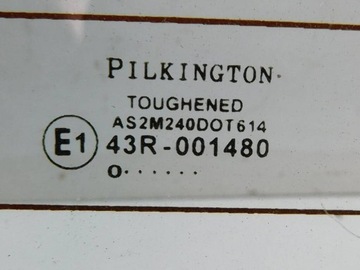 PILKINGTON
TOUGHENED
AS2M240DOT614
E1 43R-001480
o······